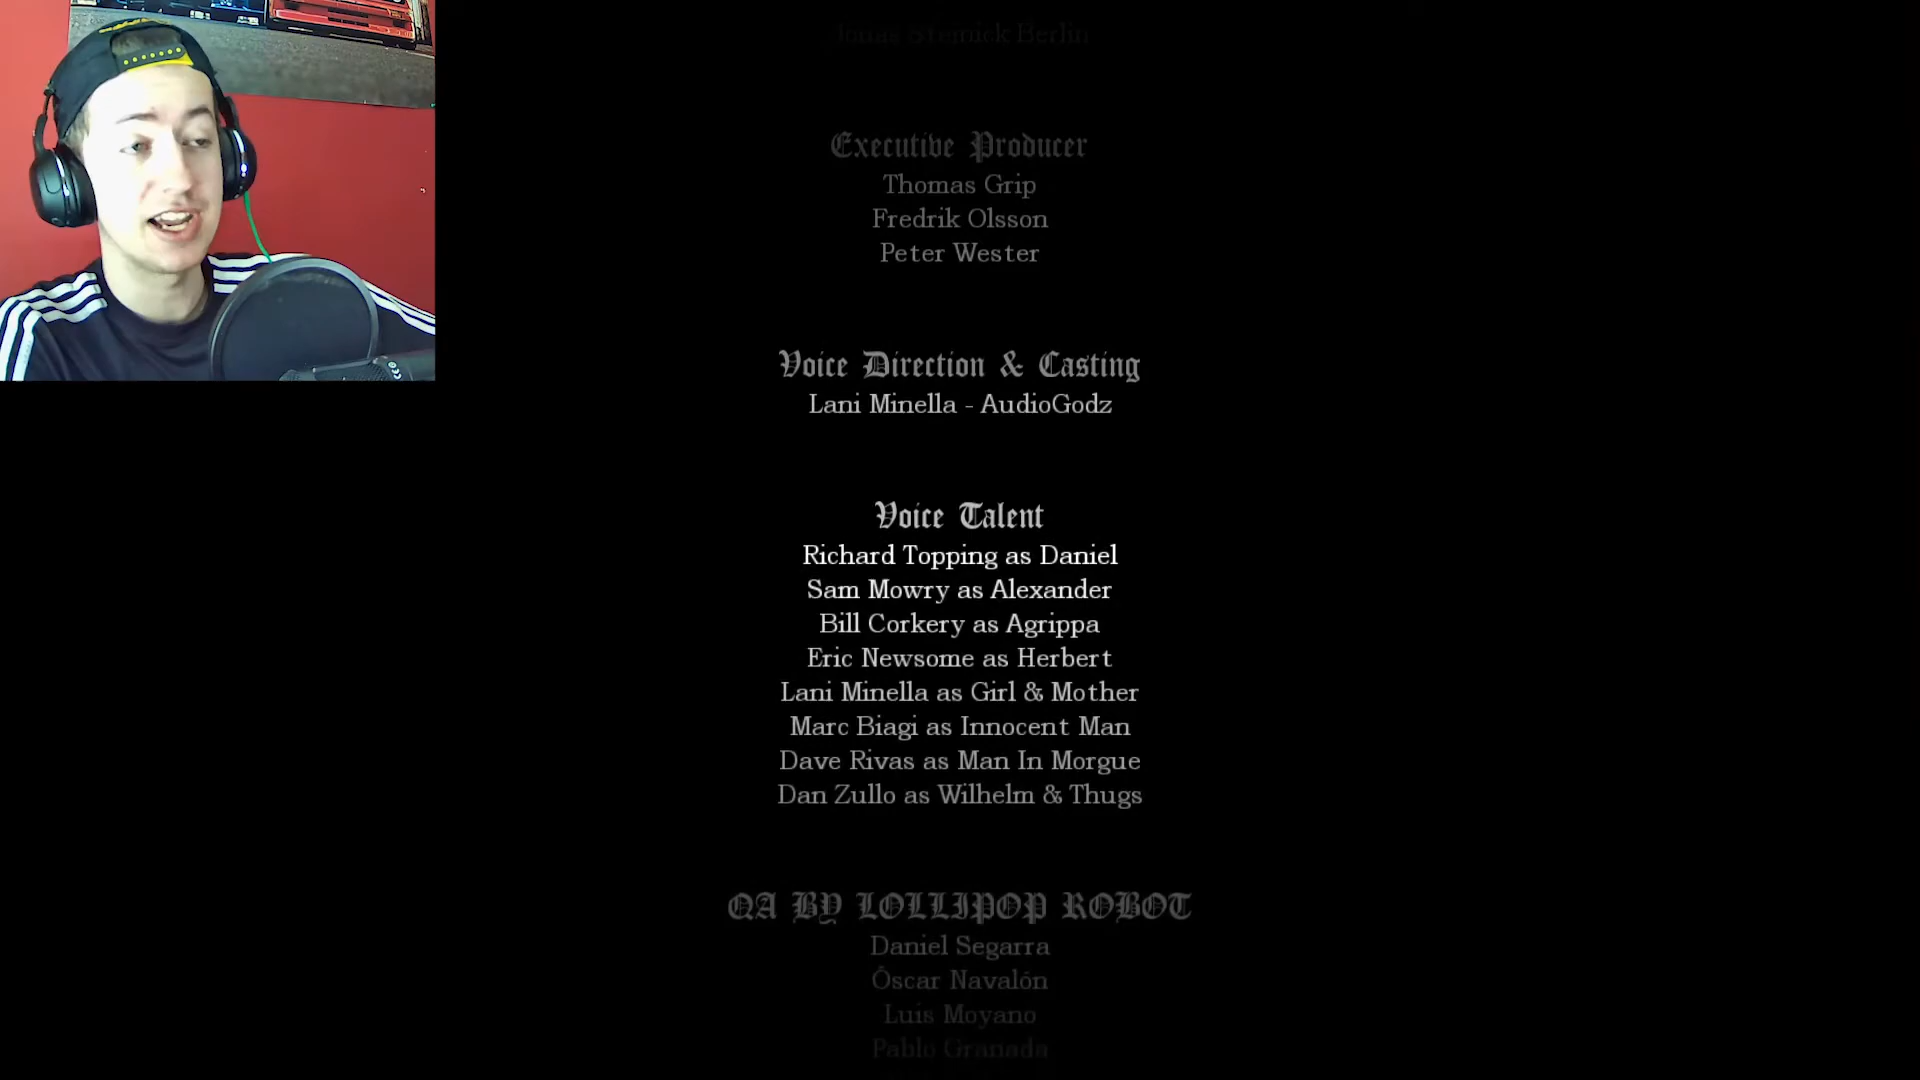 Jonas Steinick Berlin
Executive Producer
Thomas Grip
Fredrik Olsson
Peter Wester
Voice Direction & Casting
Lani Minella - AudioGodz
Voice Talent
Richard Topping as Daniel
Sam Mowry as Alexander
Bill Corkery as Agrippa
Eric Newsome as Herbert
Lani Minella as Girl & Mother
Marc Biagi as Innocent Man
Dave Rivas as Man In Morgue
Dan Zullo as Wilhelm & Thugs
QA BY LOLLIPOP ROBOT
Daniel Segarra
Óscar Navalón
Luis Moyano
Pablo Granada